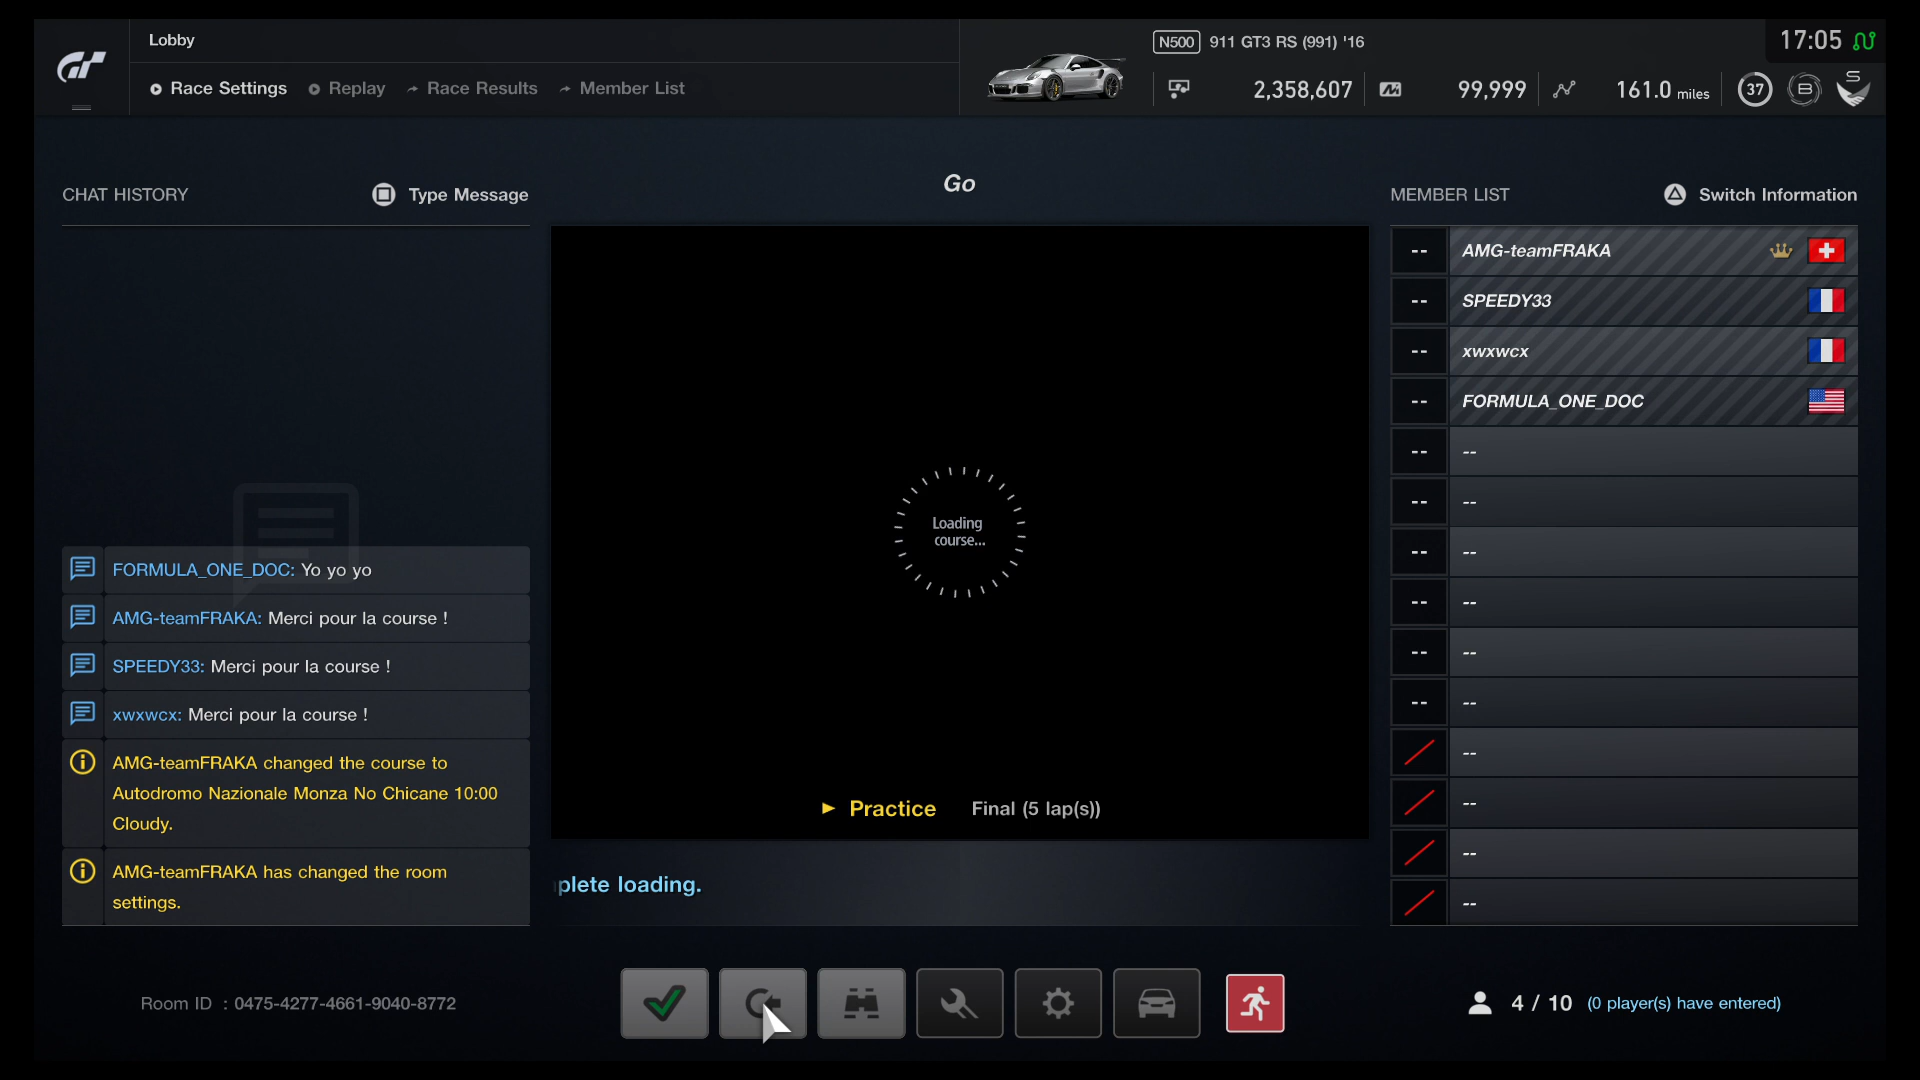 Lobby
Race Settings Replay Race Results Member List
N500 911 GT3 RS (991) '16
2,358,607 99,999 161.0 miles 37 B S
17:05
CHAT HISTORY Type Message
Go
MEMBER LIST Switch Information
-- AMG-teamFRAKA
-- SPEEDY33
-- xwxwcx
-- FORMULA_ONE_DOC
-- --
-- --
-- --
-- --
-- --
-- --
--
--
--
--
Loading
course...
Practice Final (5 lap(s))
plete loading.
FORMULA_ONE_DOC: Yo yo yo
AMG-teamFRAKA: Merci pour la course !
SPEEDY33: Merci pour la course !
xwxwcx: Merci pour la course !
AMG-teamFRAKA changed the course to
Autodromo Nazionale Monza No Chicane 10:00
Cloudy.
AMG-teamFRAKA has changed the room
settings.
Room ID : 0475-4277-4661-9040-8772
4 / 10 (0 player(s) have entered)